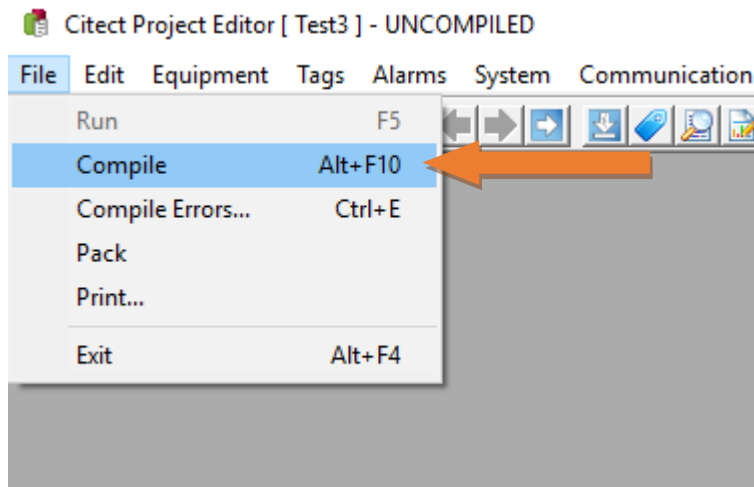 Citect Project Editor [ Test3 ] - UNCOMPILED
File Edit Equipment Tags Alarms System Communication
Run F5
Compile Alt+F10
Compile Errors... Ctrl+E
Pack
Print...
Exit Alt+F4